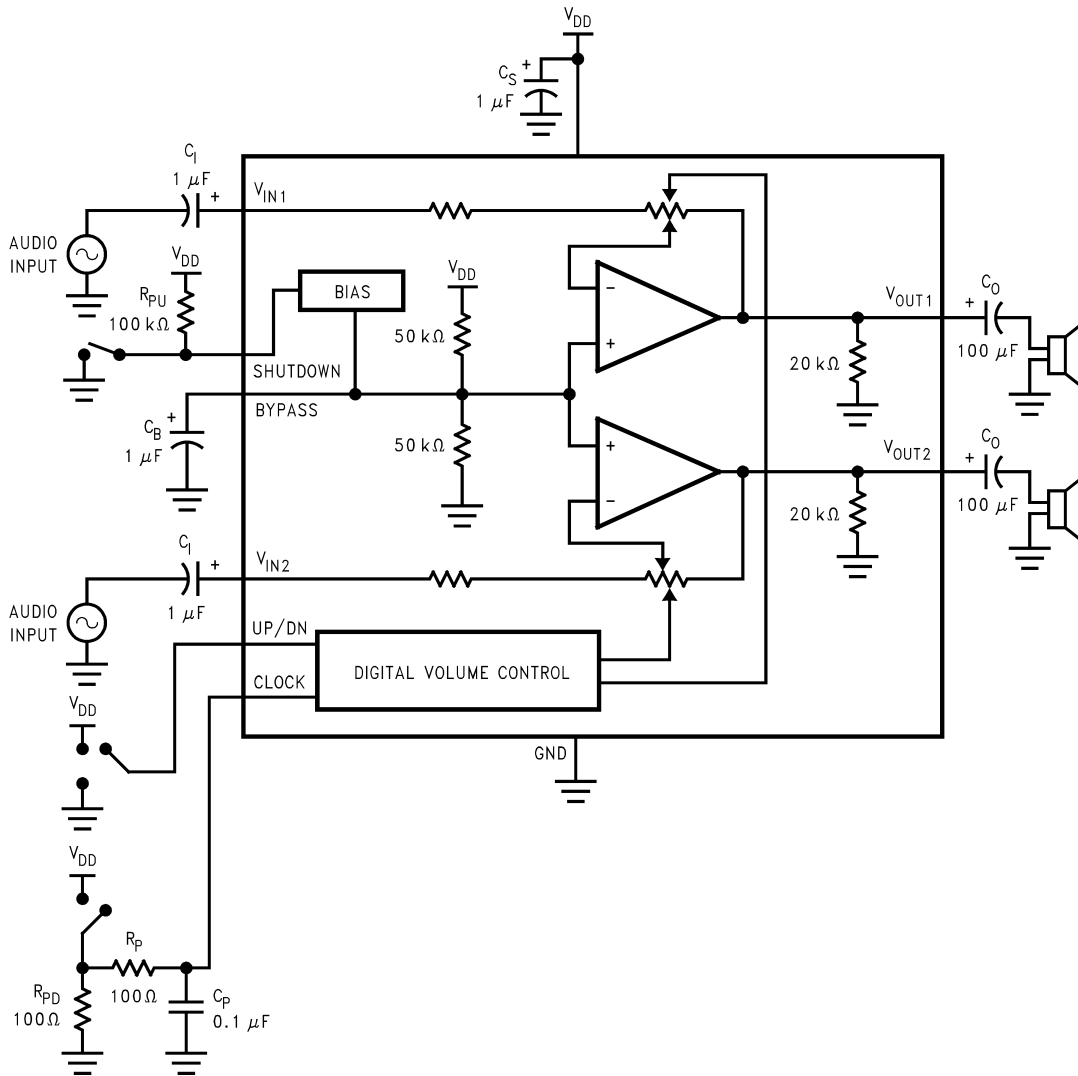 VDD
CS
+
1 µF
CI
1 µF
+
VIN1
AUDIO
INPUT
VDD
RPU
100 kΩ
BIAS
VDD
50 kΩ
−
+
VOUT1
+
CO
100 µF
20 kΩ
SHUTDOWN
BYPASS
+
CB
1 µF
50 kΩ
+
−
VOUT2
+
CO
100 µF
20 kΩ
CI
+
1 µF
VIN2
AUDIO
INPUT
UP/DN
CLOCK
DIGITAL VOLUME CONTROL
VDD
GND
VDD
RP
100Ω
RPD
100Ω
CP
0.1 µF